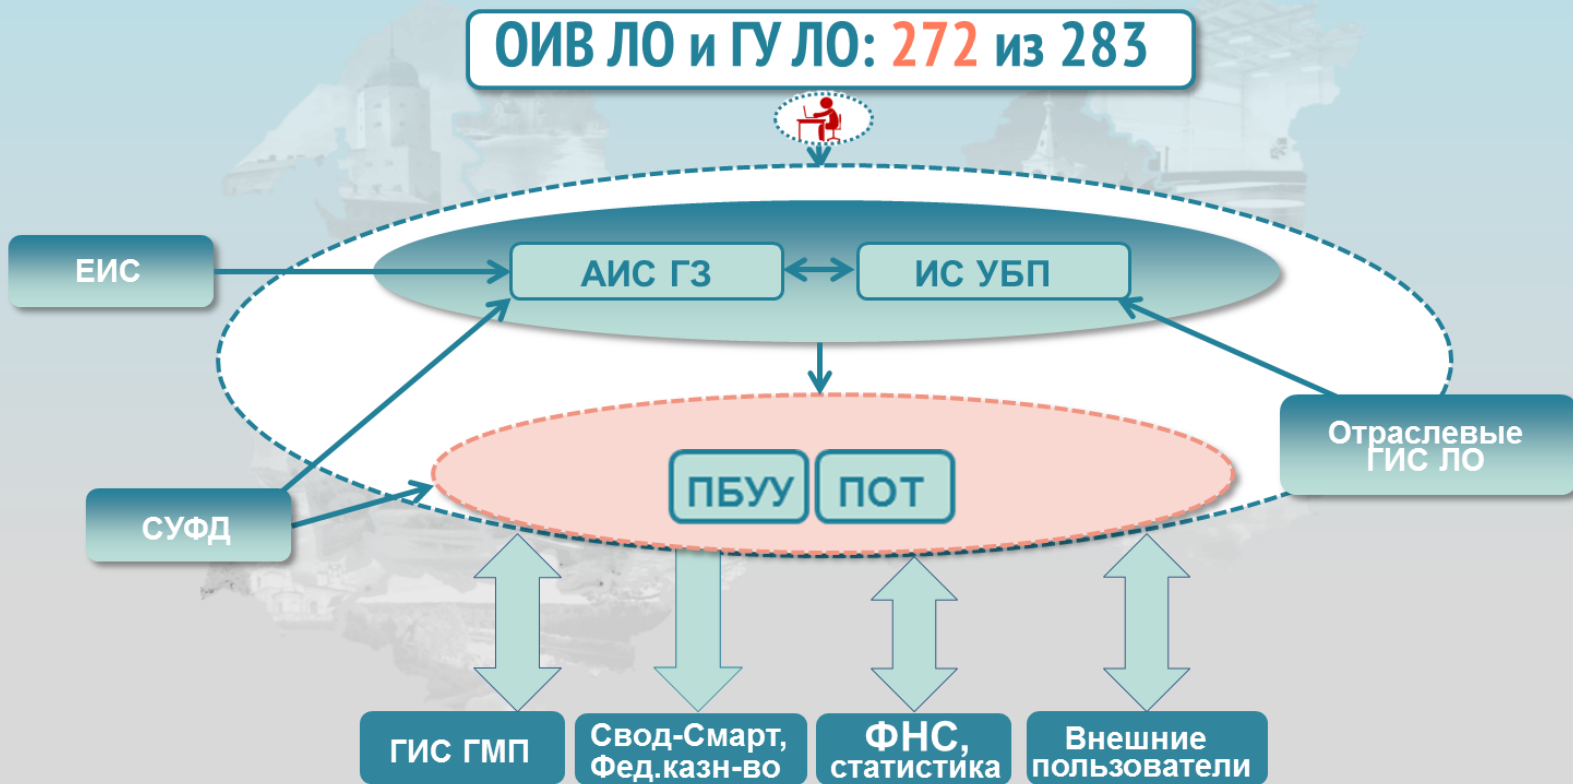 ОИВ ЛО и ГУ ЛО: 272 из 283
ЕИС
АИС ГЗ
ИС УБП
Отраслевые
ГИС ЛО
ПБУУ
ПОТ
СУФД
ГИС ГМП
Свод-Смарт,
Фед.казн-во
ФНС,
статистика
Внешние
пользователи